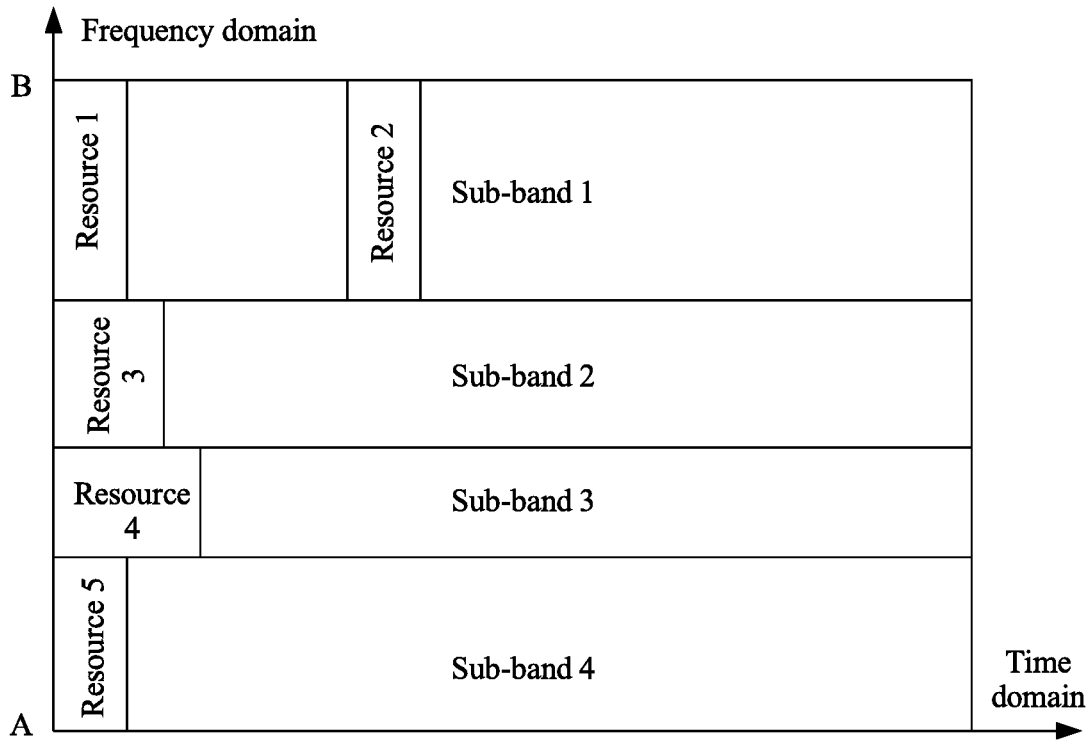 Frequency domain
B
Resource 1
Resource 2
Sub-band 1
Resource
3
Sub-band 2
Resource
4
Sub-band 3
Resource 5
Sub-band 4
Time
domain
A